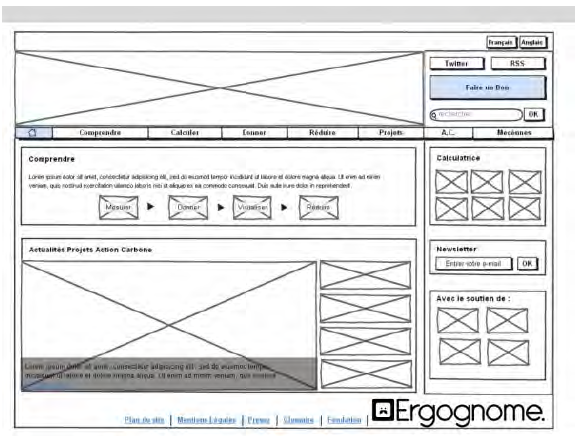 Français Anglais
Twitter RSS
Faire un Don
OK
Comprendre Calculer Donner Réduire Projets A.C. Mécènes
Comprendre
Lorem ipsum dolor sit amet, consectetur adipisicing elit, sed do eiusmod tempor incididunt ut labore et dolore magna aliqua. Ut enim ad minim
veniam, quis nostrud exercitation ullamco laboris nisi ut aliquip ex ea commodo consequat. Duis aute irure dolor in reprehenderit.
Mesurer Donner Visualiser Réduire
Calculatrice
Actualités Projets Action Carbone
Newsletter
Entrer votre e-mail OK
Avec le soutien de :
Lorem ipsum dolor sit amet, consectetur adipisicing elit, sed do eiusmod tempor
incididunt ut labore et dolore magna aliqua. Ut enim ad minim veniam, quis nostrud
Plan du site | Mentions Légales | Presse | Glossaire | Fondation
Ergognome.